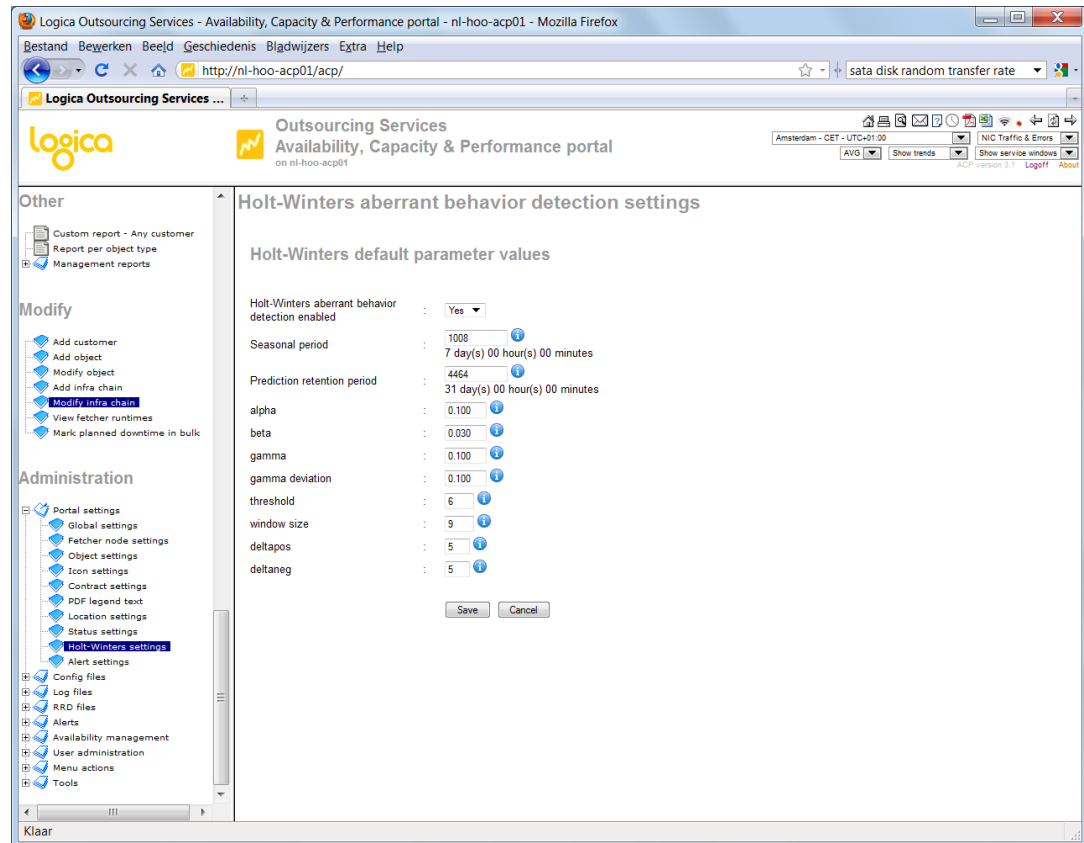 Logica Outsourcing Services - Availability, Capacity & Performance portal - nl-hoo-acp01 - Mozilla Firefox
Bestand Bewerken Beeld Geschiedenis Bladwijzers Extra Help
http://nl-hoo-acp01/acp/
sata disk random transfer rate
Logica Outsourcing Services ...
logica
Outsourcing Services
Availability, Capacity & Performance portal
on nl-hoo-acp01
Amsterdam - CET - UTC+01:00
NIC Traffic & Errors
AVG
Show trends
Show service windows
ACP version 3.1 Logoff About
Other
Custom report - Any customer
Report per object type
Management reports
Modify
Add customer
Add object
Modify object
Add infra chain
Modify infra chain
View fetcher runtimes
Mark planned downtime in bulk
Administration
Portal settings
Global settings
Fetcher node settings
Object settings
Icon settings
Contract settings
PDF legend text
Location settings
Status settings
Holt-Winters settings
Alert settings
Config files
Log files
RRD files
Alerts
Availability management
User administration
Menu actions
Tools
Holt-Winters aberrant behavior detection settings
Holt-Winters default parameter values
Holt-Winters aberrant behavior
detection enabled : Yes
Seasonal period : 1008
7 day(s) 00 hour(s) 00 minutes
Prediction retention period : 4464
31 day(s) 00 hour(s) 00 minutes
alpha : 0.100
beta : 0.030
gamma : 0.100
gamma deviation : 0.100
threshold : 6
window size : 9
deltapos : 5
deltaneg : 5
Save Cancel
Klaar